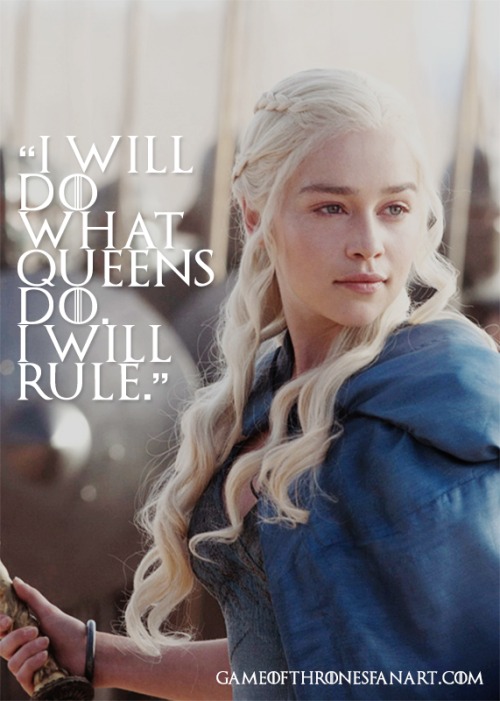 “I WILL
DO
WHAT
QUEENS
DO.
I WILL
RULE.”
GAMEOFTHRONESFANART.COM